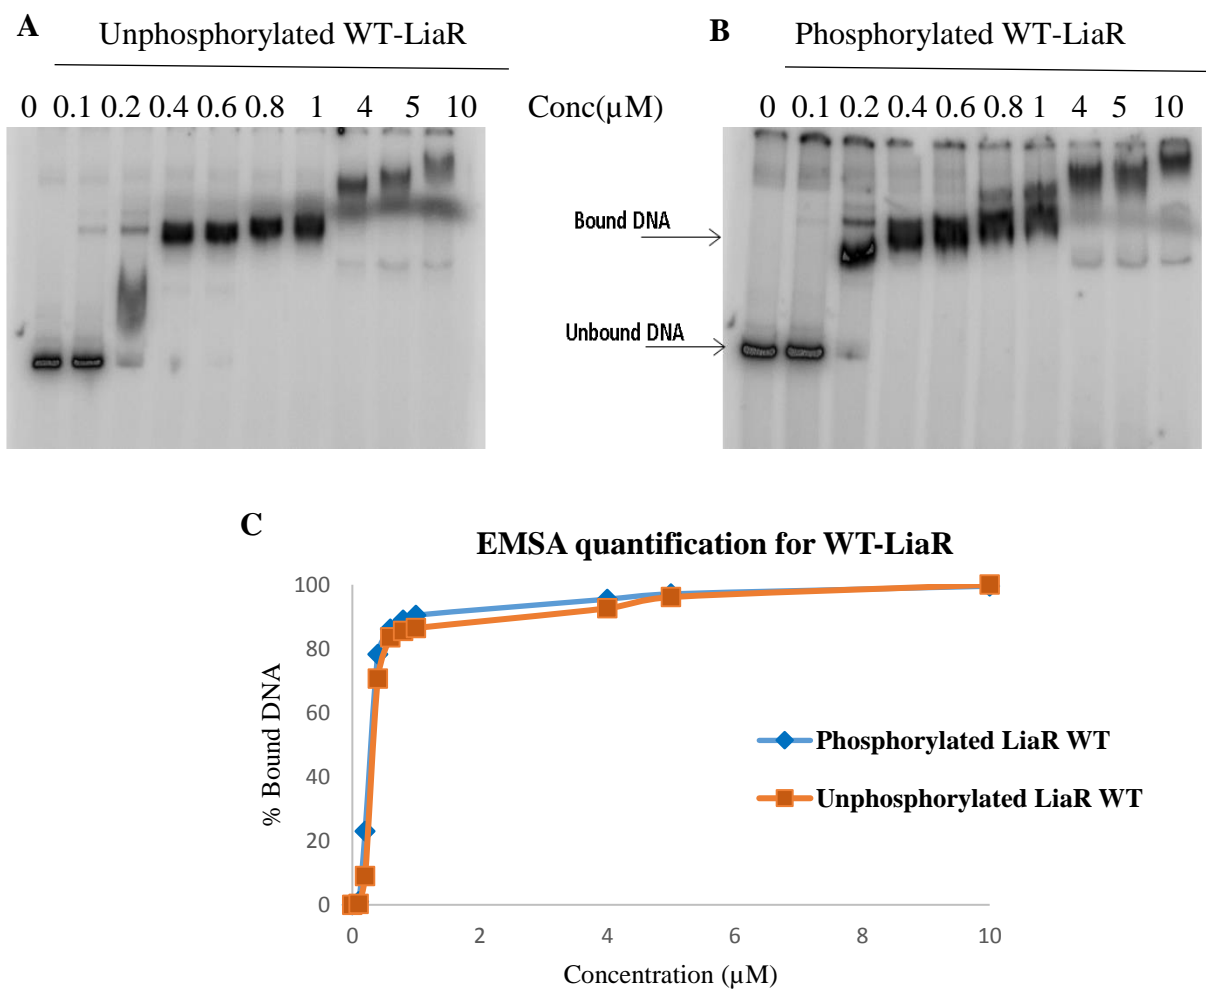 A
Unphosphorylated WT-LiaR
0 0.1 0.2 0.4 0.6 0.8 1 4 5 10
Conc(µM)
B
Phosphorylated WT-LiaR
0 0.1 0.2 0.4 0.6 0.8 1 4 5 10
Bound DNA
Unbound DNA
C
EMSA quantification for WT-LiaR
% Bound DNA
100
80
60
40
20
0
0 2 4 6 8 10
Concentration (µM)
Phosphorylated LiaR WT
Unphosphorylated LiaR WT